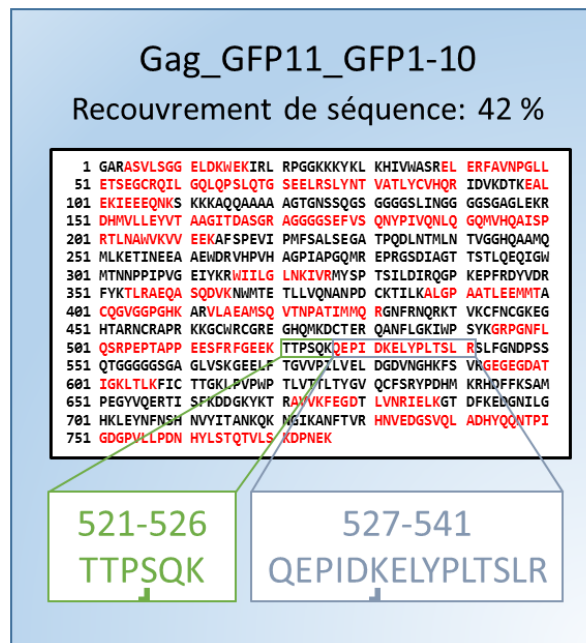 Gag_GFP11_GFP1-10
Recouvrement de séquence: 42 %
1 GARASVLSGG ELDKWEKIRL RPGGKKKYKL KHIVWASREL ERFAVNPGLL
51 ETSEGCRQIL GQLQPSLQTG SEELRSLYNT VATLYCVHQR IDVKDTKEAL
101 EKIEEEQNKS KKKAQQAAAA AGTGNSSQGS GGGGSLINGG GGSGAGLEKR
151 DHMVLLEYVT AAGITDASGR AGGGGSEFVS QNYPIVQNLQ GQMVHQAISP
201 RTLNAWVKVV EEKAFSPEVI PMFSALSEGA TPQDLNTMLN TVGGHQAAMQ
251 MLKETINEEA AEWDRVHPVH AGPIAPGQMR EPRGSDIAGT TSTLQEQIGW
301 MTNNPPIPVG EIYKRWIILG LNKIVRMYSP TSILDIRQGP KEPFRDYVDR
351 FYKTLRAEQA SQDVKNWMTE TLLVQNANPD CKTILKALGP AATLEEMMTA
401 CQGVGGPGHK ARVLAEAMSQ VTNPATIMMQ RGNFRNQRKT VKCFNCGKEG
451 HTARNCRAPR KKGCWRCGRE GHQMKDCTER QANFLGKIWP SYKGRPGNFL
501 QSRPEPTAPP EESFRFGEEK TTPSQKQEPI DKELYPLTSL RSLFGNDPSS
551 QTGGGGGSGA GLVSKGEELF TGVVPILVEL DGDVNGHKFS VRGEGEGDAT
601 IGKLTLKFIC TTGKLPVPWP TLVTTLTYGV QCFSRYPDHM KRHDFFKSAM
651 PEGYVQERTI SFKDDGKYKT RAVVKFEGDT LVNRIELKGT DFKEDGNILG
701 HKLEYNFNSH NVYITANKQK NGIKANFTVR HNVEDGSVQL ADHYQQNTPI
751 GDGPVLLPDN HYLSTQTVLS KDPNEK
521-526
TTPSQK
527-541
QEPIDKELYPLTSLR